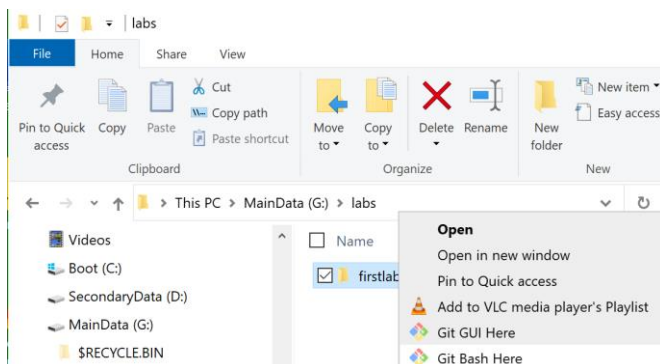 labs
File Home Share View
Pin to Quick access
Copy
Paste
Cut
Copy path
Paste shortcut
Clipboard
Move to
Copy to
Delete
Rename
Organize
New folder
New item
Easy access
New
This PC > MainData (G:) > labs
Videos
Boot (C:)
SecondaryData (D:)
MainData (G:)
$RECYCLE.BIN
Name
firstlab
Open
Open in new window
Pin to Quick access
Add to VLC media player's Playlist
Git GUI Here
Git Bash Here